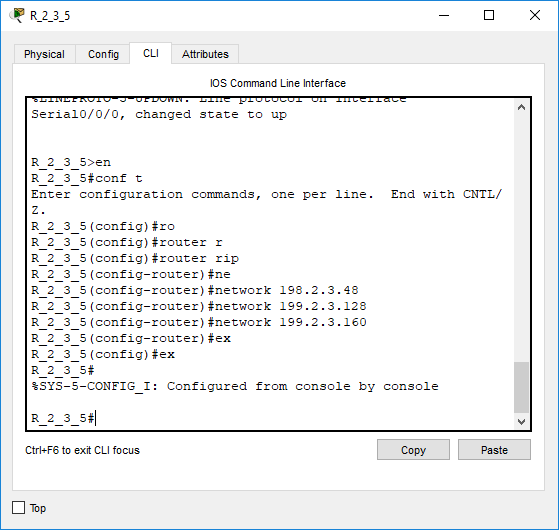 R_2_3_5
Physical Config CLI Attributes
IOS Command Line Interface
%LINEPROTO-5-UPDOWN: Line protocol on Interface
Serial0/0/0, changed state to up
R_2_3_5>en
R_2_3_5#conf t
Enter configuration commands, one per line.  End with CNTL/
Z.
R_2_3_5(config)#ro
R_2_3_5(config)#router r
R_2_3_5(config)#router rip
R_2_3_5(config-router)#ne
R_2_3_5(config-router)#network 198.2.3.48
R_2_3_5(config-router)#network 199.2.3.128
R_2_3_5(config-router)#network 199.2.3.160
R_2_3_5(config-router)#ex
R_2_3_5(config)#ex
R_2_3_5#
%SYS-5-CONFIG_I: Configured from console by console
R_2_3_5#
Ctrl+F6 to exit CLI focus
Copy Paste
Top